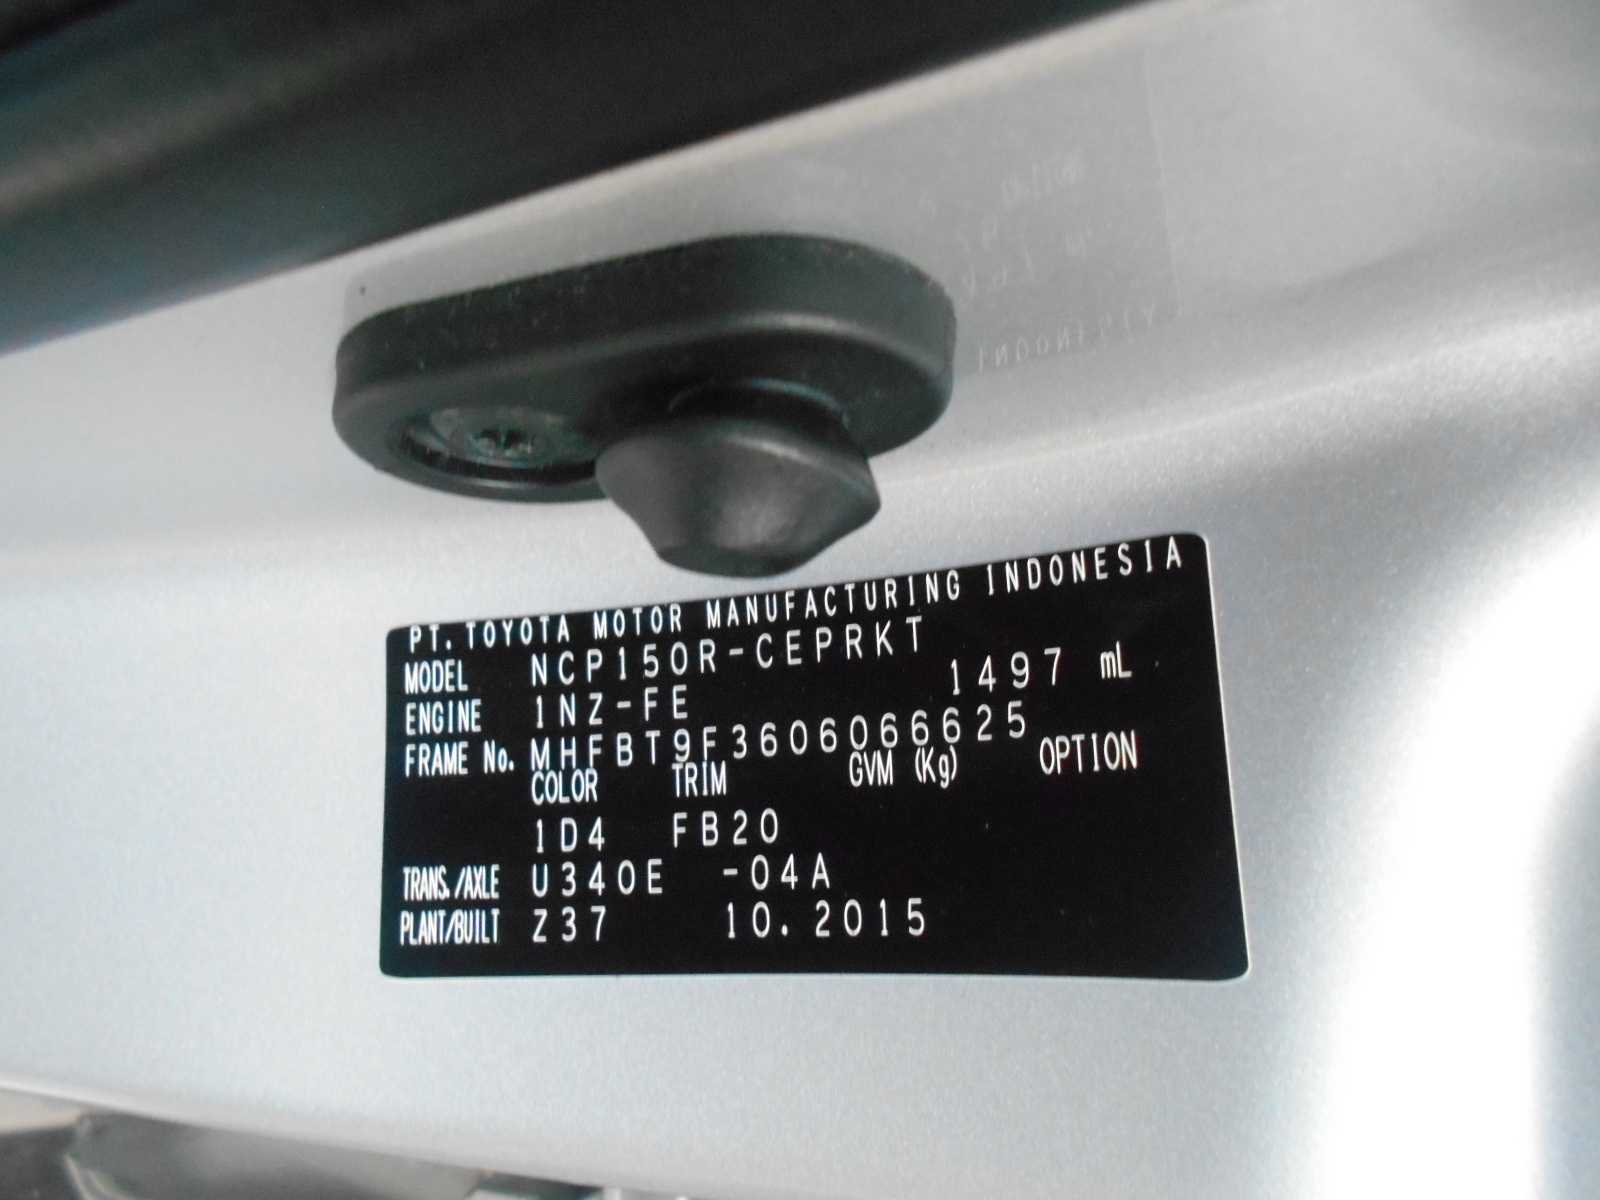 PT. TOYOTA MOTOR MANUFACTURING INDONESIA
MODEL NCP150R-CEPRKT
ENGINE 1NZ-FE 1497 mL
FRAME No. MHFBT9F3606066625
COLOR TRIM GVM (Kg) OPTION
1D4 FB20
TRANS./AXLE U340E -04A
PLANT/BUILT Z37 10.2015